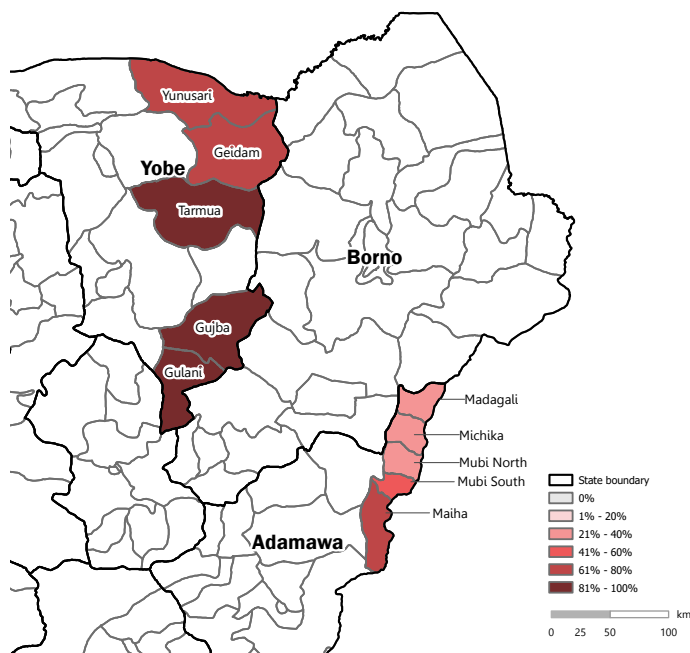 Yunusari
Geidam
Yobe
Tarmua
Borno
Gujba
Gulani
Madagali
Michika
Mubi North
Mubi South
Maiha
Adamawa
State boundary
0%
1% - 20%
21% - 40%
41% - 60%
61% - 80%
81% - 100%
km
0 25 50 100